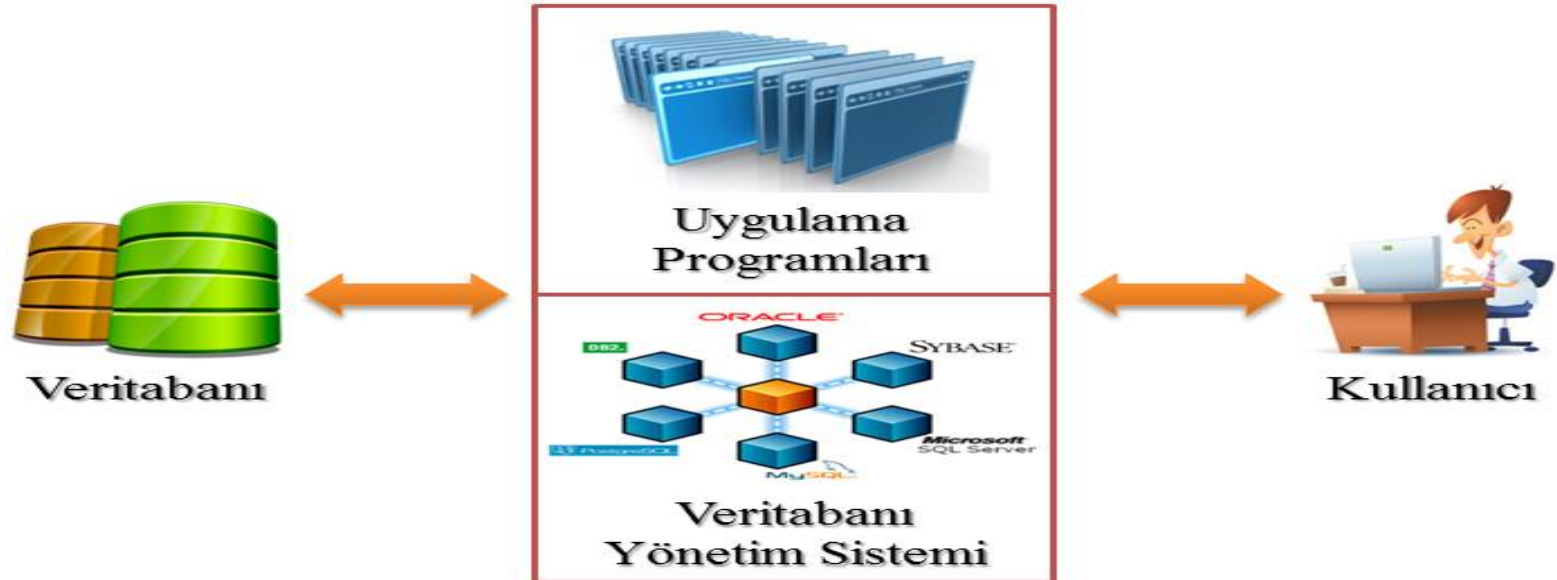 Uygulama
Programları
ORACLE
DB2.
SYBASE
Veritabanı
Kullanıcı
PostgreSQL
Microsoft
SQL Server
MySQL
Veritabanı
Yönetim Sistemi